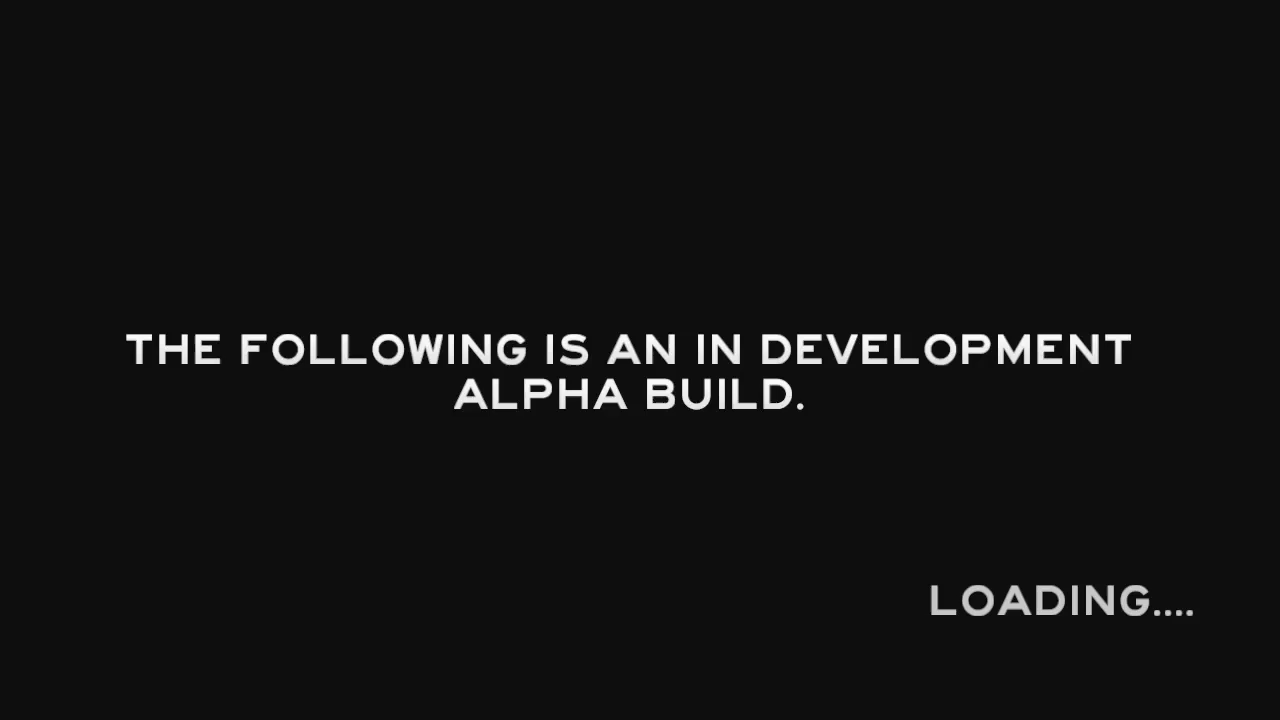 THE FOLLOWING IS AN IN DEVELOPMENT
ALPHA BUILD.
LOADING....